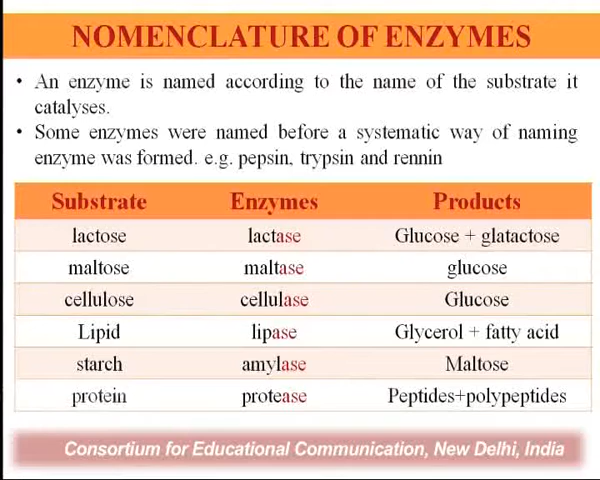 NOMENCLATURE OF ENZYMES
• An enzyme is named according to the name of the substrate it
catalyses.
• Some enzymes were named before a systematic way of naming
enzyme was formed. e.g. pepsin, trypsin and rennin
Substrate Enzymes Products
lactose lactase Glucose + glatactose
maltose maltase glucose
cellulose cellulase Glucose
Lipid lipase Glycerol + fatty acid
starch amylase Maltose
protein protease Peptides+polypeptides
Consortium for Educational Communication, New Delhi, India